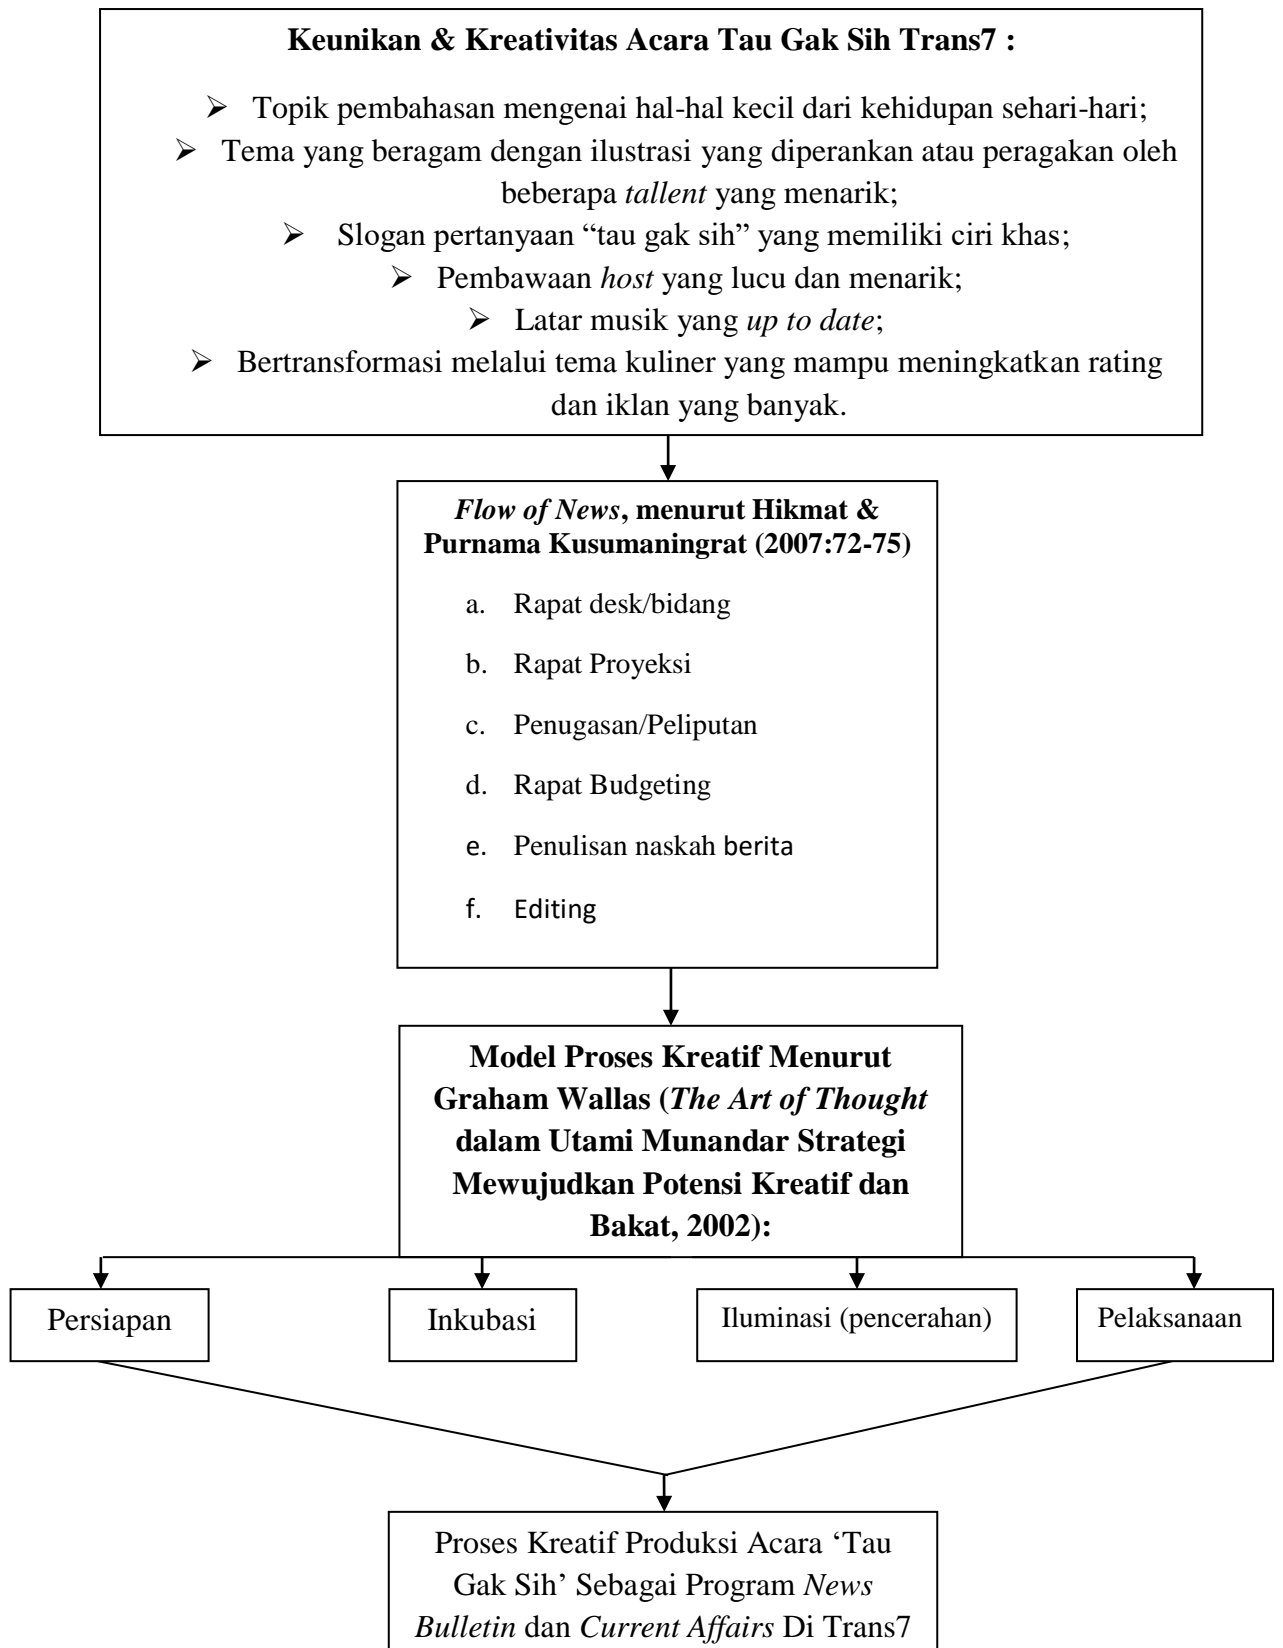 Keunikan & Kreativitas Acara Tau Gak Sih Trans7 :
➢ Topik pembahasan mengenai hal-hal kecil dari kehidupan sehari-hari;
➢ Tema yang beragam dengan ilustrasi yang diperankan atau peragakan oleh
beberapa tallent yang menarik;
➢ Slogan pertanyaan “tau gak sih” yang memiliki ciri khas;
➢ Pembawaan host yang lucu dan menarik;
➢ Latar musik yang up to date;
➢ Bertransformasi melalui tema kuliner yang mampu meningkatkan rating
dan iklan yang banyak.
Flow of News, menurut Hikmat &
Purnama Kusumaningrat (2007:72-75)
a. Rapat desk/bidang
b. Rapat Proyeksi
c. Penugasan/Peliputan
d. Rapat Budgeting
e. Penulisan naskah berita
f. Editing
Model Proses Kreatif Menurut
Graham Wallas (The Art of Thought
dalam Utami Munandar Strategi
Mewujudkan Potensi Kreatif dan
Bakat, 2002):
Persiapan
Inkubasi
Iluminasi (pencerahan)
Pelaksanaan
Proses Kreatif Produksi Acara ‘Tau
Gak Sih’ Sebagai Program News
Bulletin dan Current Affairs Di Trans7